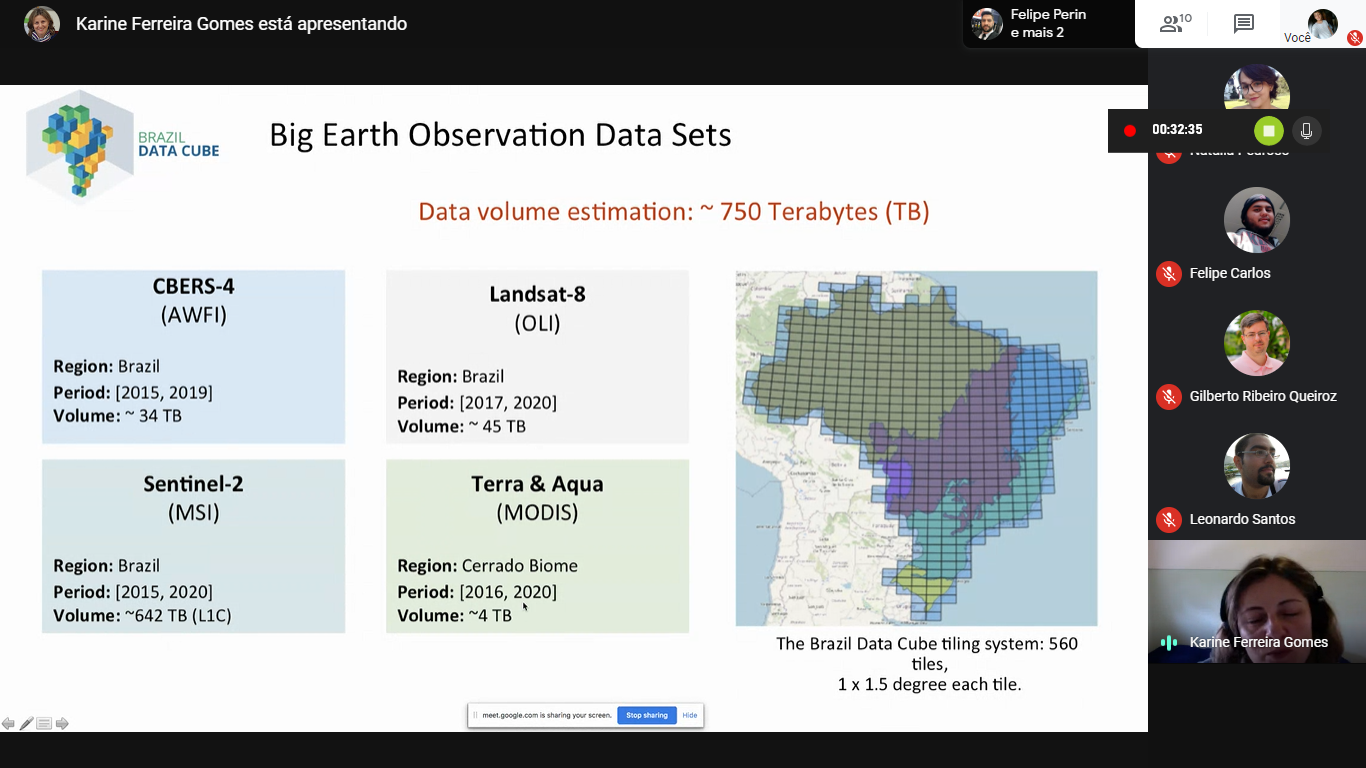 Karine Ferreira Gomes está apresentando
Felipe Perin
e mais 2
10
Você
00:32:35
BRAZIL
DATA CUBE
Big Earth Observation Data Sets
Data volume estimation: ~ 750 Terabytes (TB)
CBERS-4
(AWFI)
Region: Brazil
Period: [2015, 2019]
Volume: ~ 34 TB
Landsat-8
(OLI)
Region: Brazil
Period: [2017, 2020]
Volume: ~ 45 TB
Sentinel-2
(MSI)
Region: Brazil
Period: [2015, 2020]
Volume: ~642 TB (L1C)
Terra & Aqua
(MODIS)
Region: Cerrado Biome
Period: [2016, 2020]
Volume: ~4 TB
The Brazil Data Cube tiling system: 560
tiles,
1 x 1.5 degree each tile.
meet.google.com is sharing your screen.
Stop sharing
Hide
Felipe Carlos
Gilberto Ribeiro Queiroz
Leonardo Santos
Karine Ferreira Gomes